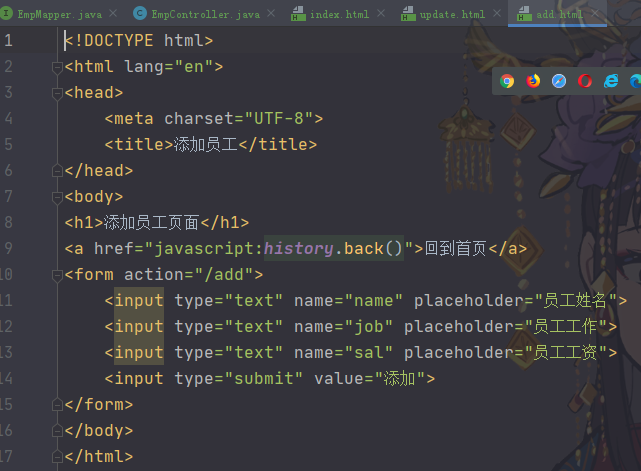 EmpMapper.java EmpController.java index.html update.html add.html
1 <!DOCTYPE html>
2 <html lang="en">
3 <head>
4 <meta charset="UTF-8">
5 <title>添加员工</title>
6 </head>
7 <body>
8 <h1>添加员工页面</h1>
9 <a href="javascript:history.back()">回到首页</a>
10 <form action="/add">
11 <input type="text" name="name" placeholder="员工姓名">
12 <input type="text" name="job" placeholder="员工工作">
13 <input type="text" name="sal" placeholder="员工工资">
14 <input type="submit" value="添加">
15 </form>
16 </body>
17 </html>